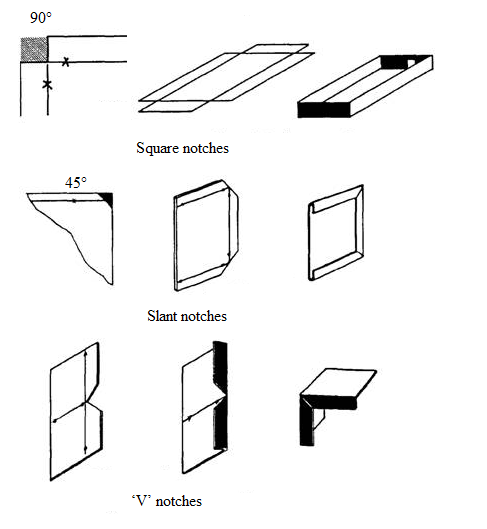 90°
Square notches
45°
Slant notches
‘V’ notches